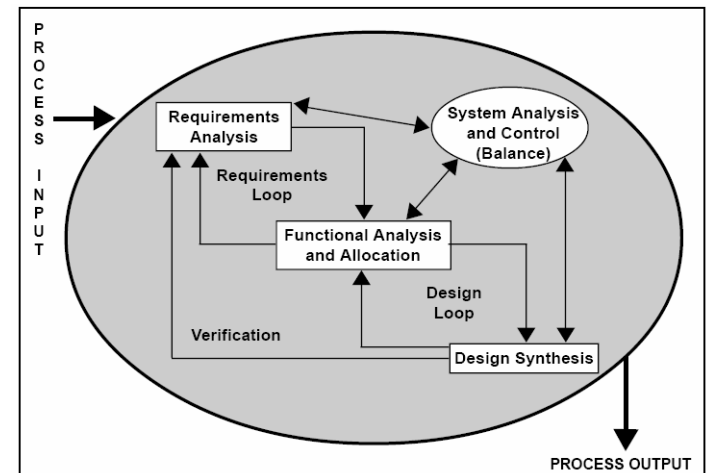 PROCESS INPUT
Requirements
Analysis
System Analysis
and Control
(Balance)
Requirements
Loop
Functional Analysis
and Allocation
Design
Loop
Verification
Design Synthesis
PROCESS OUTPUT